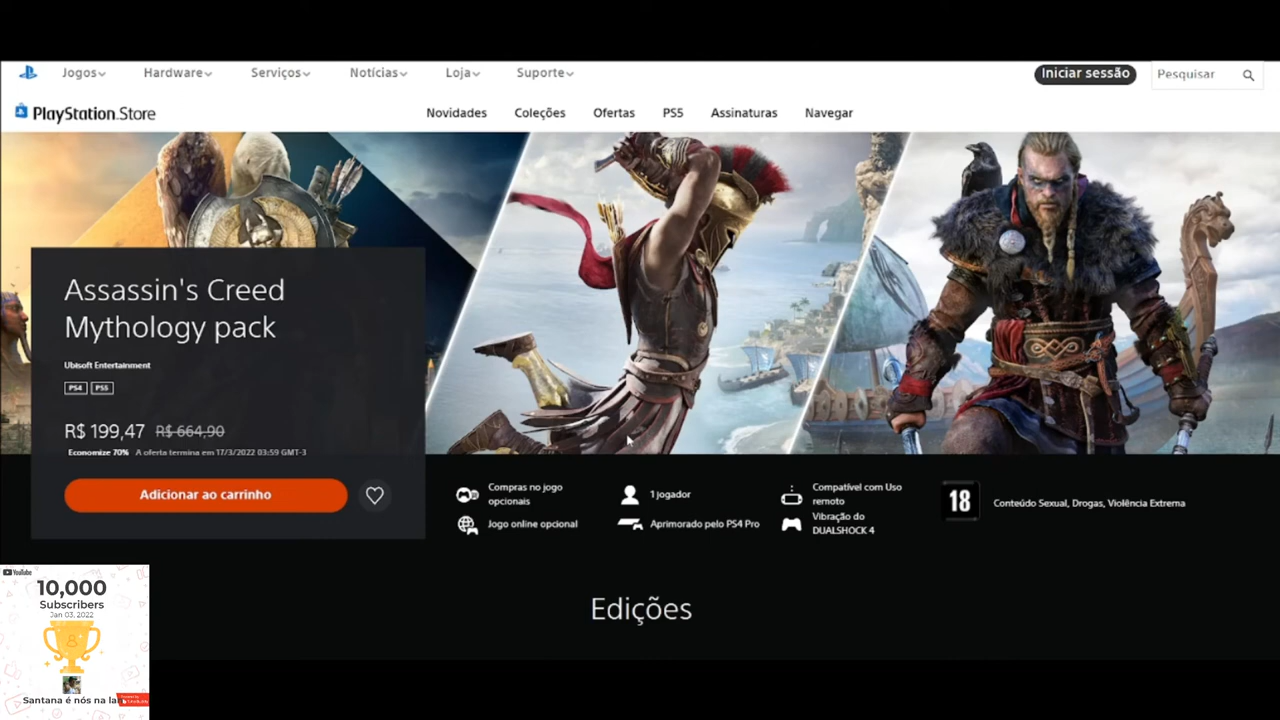 Jogos Hardware Serviços Notícias Loja Suporte Iniciar sessão Pesquisar
PlayStation.Store Novidades Coleções Ofertas PS5 Assinaturas Navegar
Assassin's Creed
Mythology pack
Ubisoft Entertainment
PS4 PS5
R$ 199,47 R$ 664,90
Economize 70% A oferta termina em 17/3/2022 03:59 GMT-3
Adicionar ao carrinho
Compras no jogo
opcionais
Jogo online opcional
1 jogador
Aprimorado pelo PS4 Pro
Compatível com Uso
remoto
Vibração do
DUALSHOCK 4
18
Conteúdo Sexual, Drogas, Violência Extrema
Edições
YouTube
10,000
Subscribers
Jan 03, 2022
Santana é nós na